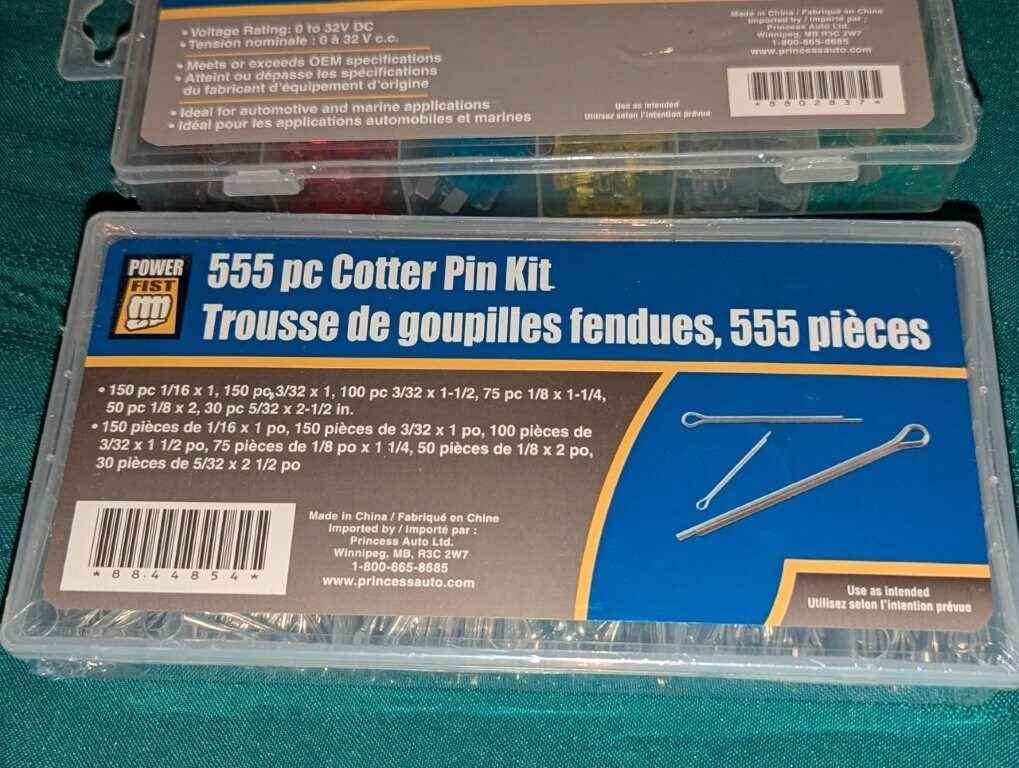 • Voltage Rating: 0 to 32V DC
• Tension nominale : 0 à 32 V c.c.
• Meets or exceeds OEM specifications
• Atteint ou dépasse les spécifications
du fabricant d'équipement d'origine
• Ideal for automotive and marine applications
• Idéal pour les applications automobiles et marines
Made in China / Fabriqué en Chine
Imported by / Importé par :
Princess Auto Ltd.
Winnipeg, MB R3C 2W7
1-800-665-8685
www.princessauto.com
*8802837*
Use as intended
Utilisez selon l'intention prévue
POWER
FIST
555 pc Cotter Pin Kit
Trousse de goupilles fendues, 555 pièces
• 150 pc 1/16 x 1, 150 pc 3/32 x 1, 100 pc 3/32 x 1-1/2, 75 pc 1/8 x 1-1/4,
50 pc 1/8 x 2, 30 pc 5/32 x 2-1/2 in.
• 150 pièces de 1/16 x 1 po, 150 pièces de 3/32 x 1 po, 100 pièces de
3/32 x 1 1/2 po, 75 pièces de 1/8 po x 1 1/4, 50 pièces de 1/8 x 2 po,
30 pièces de 5/32 x 2 1/2 po
*8844854*
Made in China / Fabriqué en Chine
Imported by / Importé par :
Princess Auto Ltd.
Winnipeg, MB, R3C 2W7
1-800-665-8685
www.princessauto.com
Use as intended
Utilisez selon l'intention prévue